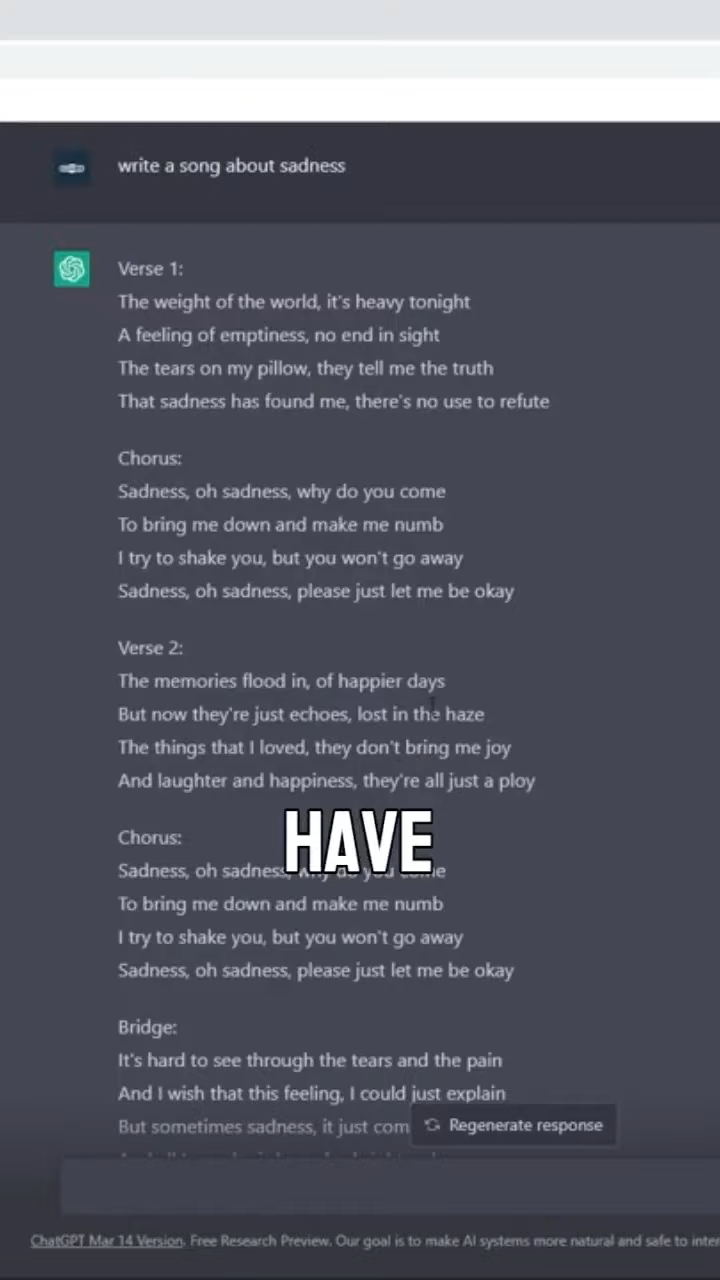 write a song about sadness
Verse 1:
The weight of the world, it's heavy tonight
A feeling of emptiness, no end in sight
The tears on my pillow, they tell me the truth
That sadness has found me, there's no use to refute
Chorus:
Sadness, oh sadness, why do you come
To bring me down and make me numb
I try to shake you, but you won't go away
Sadness, oh sadness, please just let me be okay
Verse 2:
The memories flood in, of happier days
But now they're just echoes, lost in the haze
The things that I loved, they don't bring me joy
And laughter and happiness, they're all just a ploy
Chorus:
HAVE
Sadness, oh sadness, why do you come
To bring me down and make me numb
I try to shake you, but you won't go away
Sadness, oh sadness, please just let me be okay
Bridge:
It's hard to see through the tears and the pain
And I wish that this feeling, I could just explain
But sometimes sadness, it just com
Regenerate response
ChatGPT Mar 14 Version. Free Research Preview. Our goal is to make AI systems more natural and safe to inter